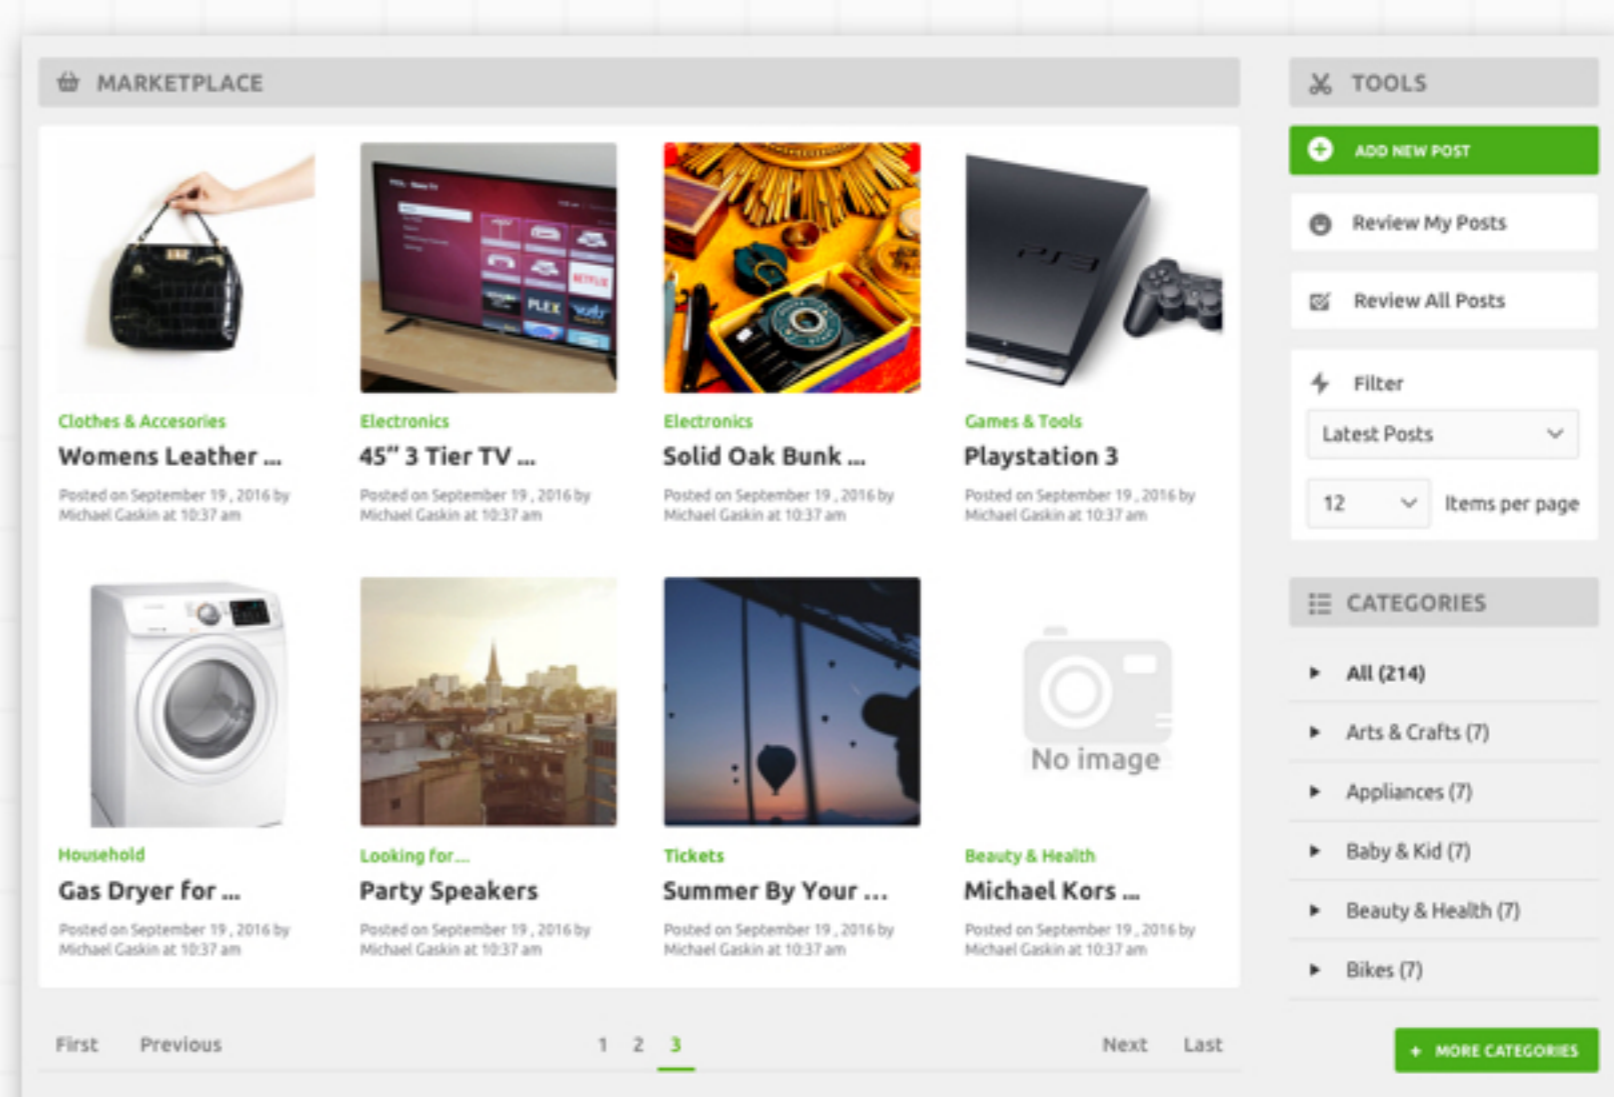 MARKETPLACE
Clothes & Accesories
Womens Leather ...
Posted on September 19 , 2016 by
Michael Gaskin at 10:37 am
NETFLIX
PLEX
Electronics
45” 3 Tier TV ...
Posted on September 19 , 2016 by
Michael Gaskin at 10:37 am
Electronics
Solid Oak Bunk ...
Posted on September 19 , 2016 by
Michael Gaskin at 10:37 am
PS3
Games & Tools
Playstation 3
Posted on September 19 , 2016 by
Michael Gaskin at 10:37 am
Household
Gas Dryer for ...
Posted on September 19 , 2016 by
Michael Gaskin at 10:37 am
Looking for...
Party Speakers
Posted on September 19 , 2016 by
Michael Gaskin at 10:37 am
Tickets
Summer By Your ...
Posted on September 19 , 2016 by
Michael Gaskin at 10:37 am
No image
Beauty & Health
Michael Kors ...
Posted on September 19 , 2016 by
Michael Gaskin at 10:37 am
First Previous 1 2 3 Next Last
TOOLS
ADD NEW POST
Review My Posts
Review All Posts
Filter
Latest Posts
12 Items per page
CATEGORIES
All (214)
Arts & Crafts (7)
Appliances (7)
Baby & Kid (7)
Beauty & Health (7)
Bikes (7)
+ MORE CATEGORIES